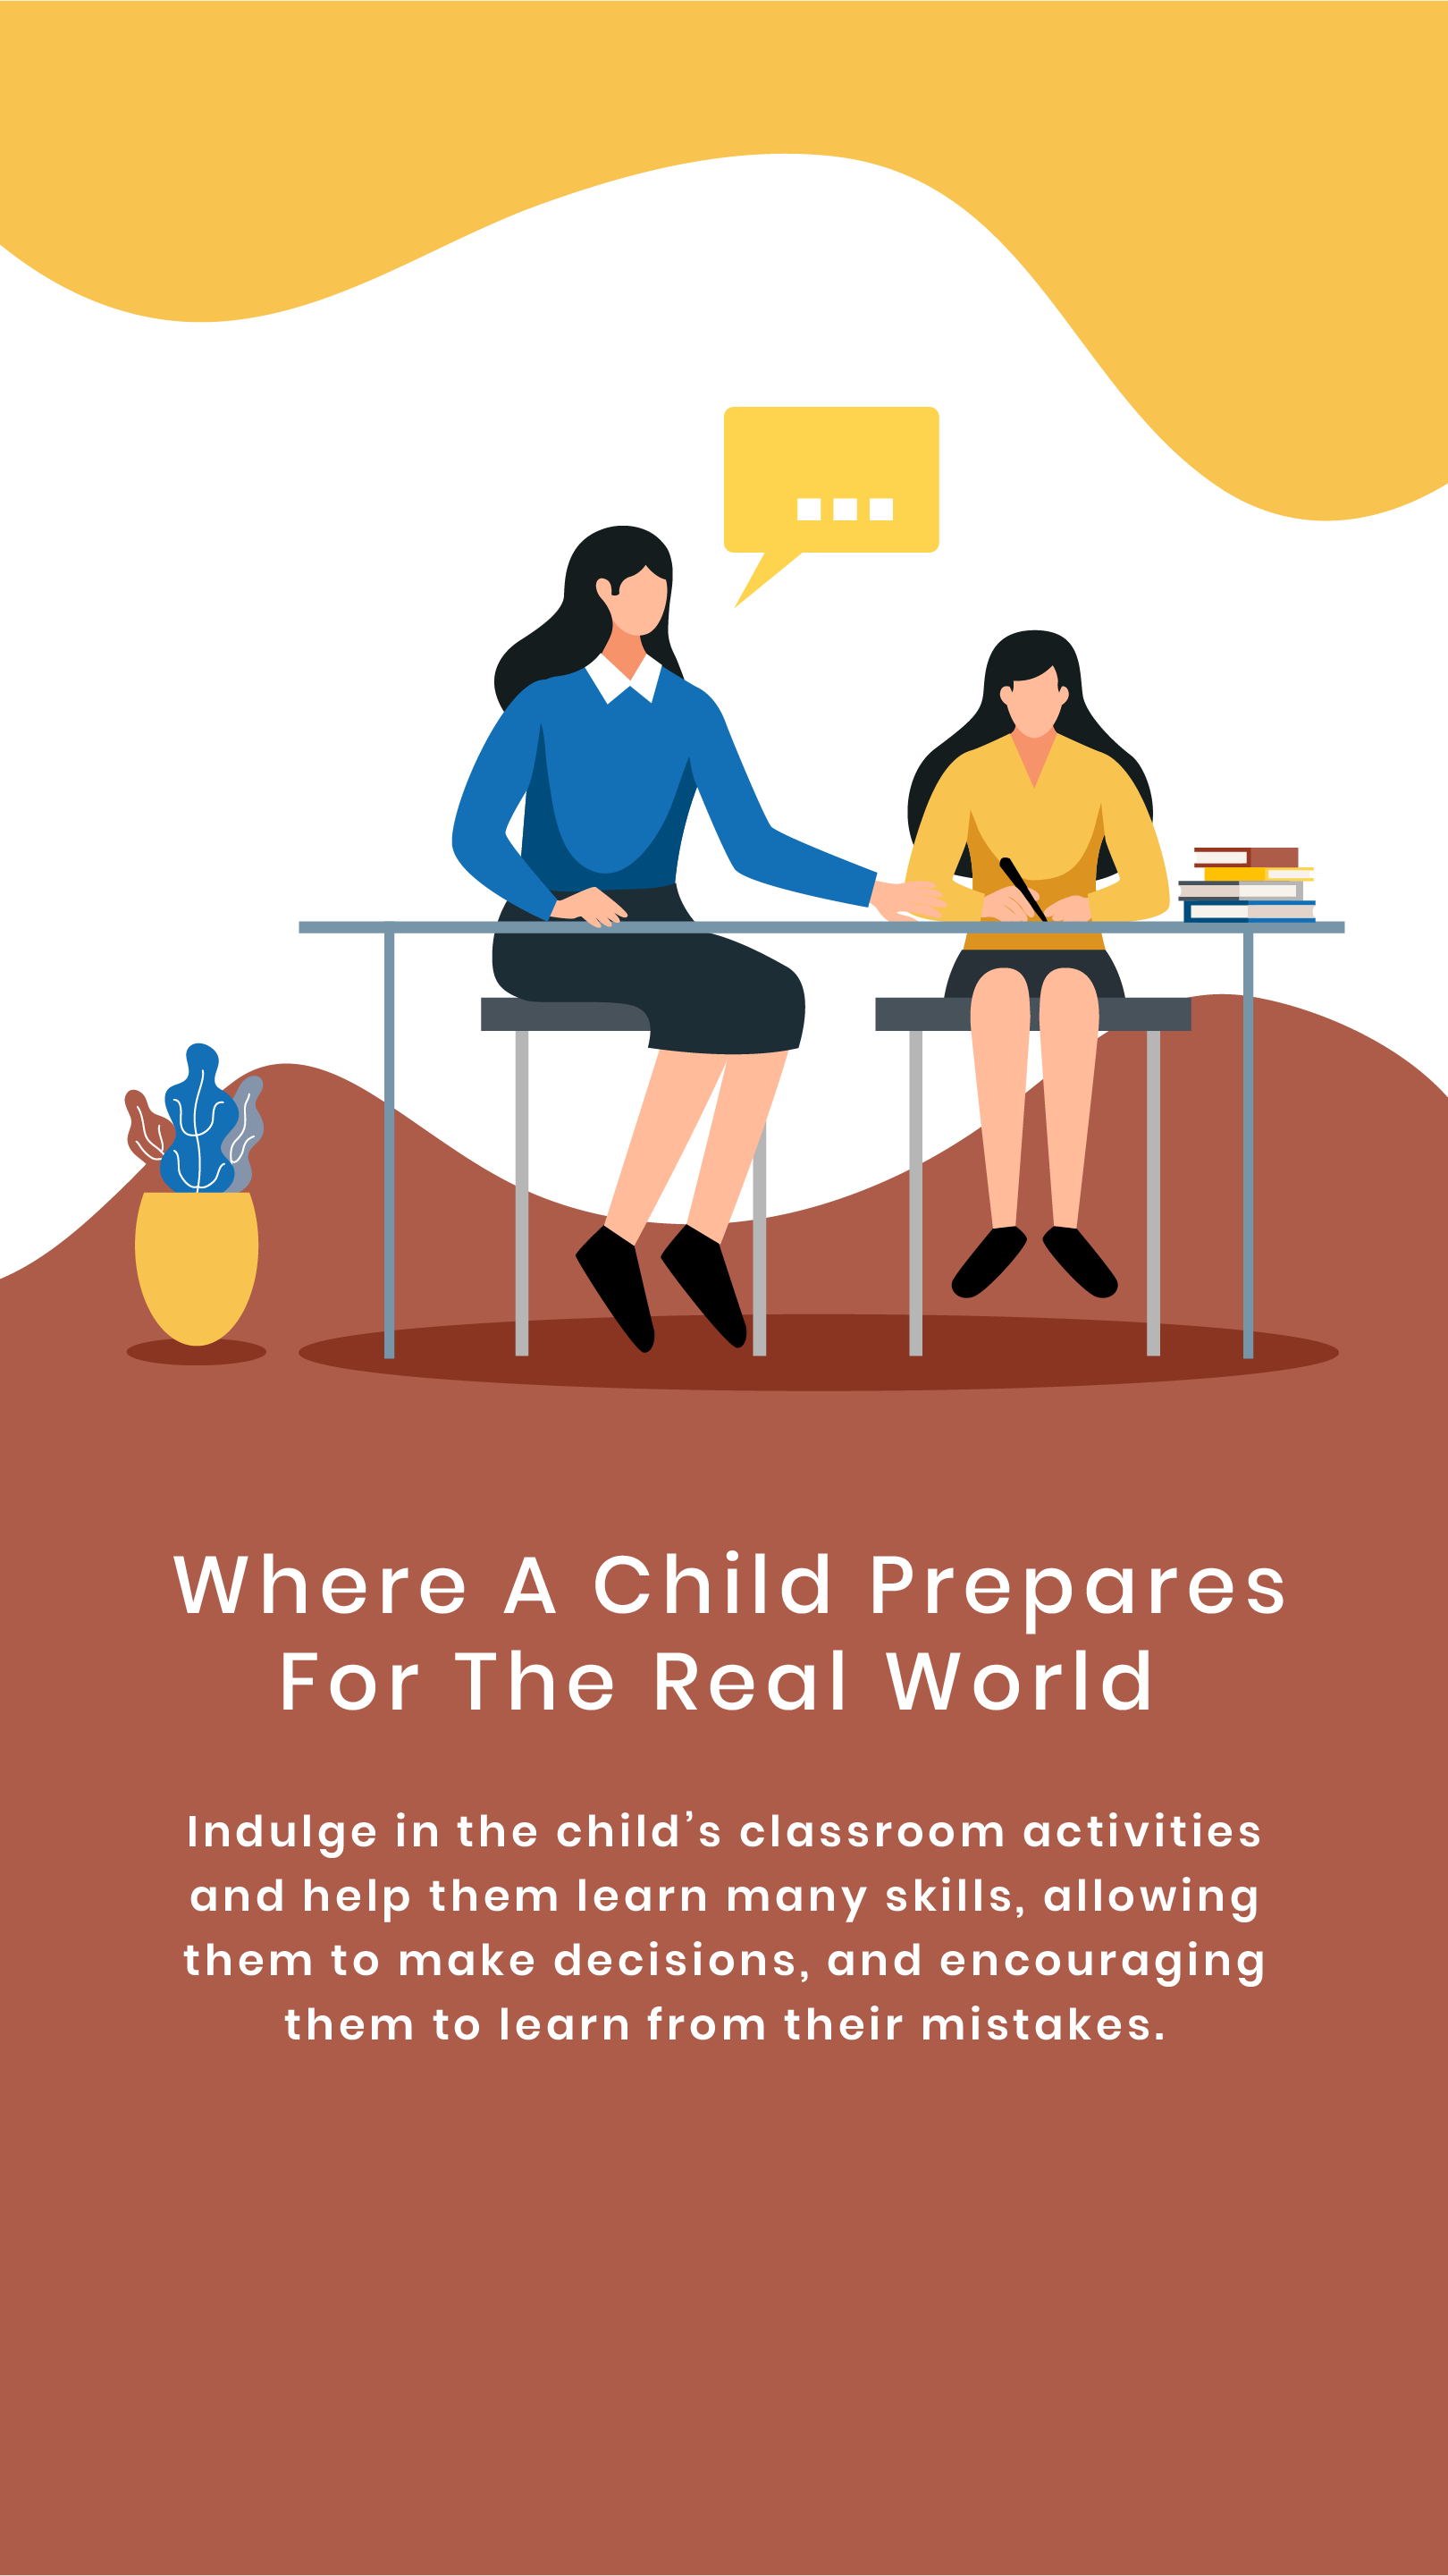 Where A Child Prepares
For The Real World
Indulge in the child’s classroom activities
and help them learn many skills, allowing
them to make decisions, and encouraging
them to learn from their mistakes.